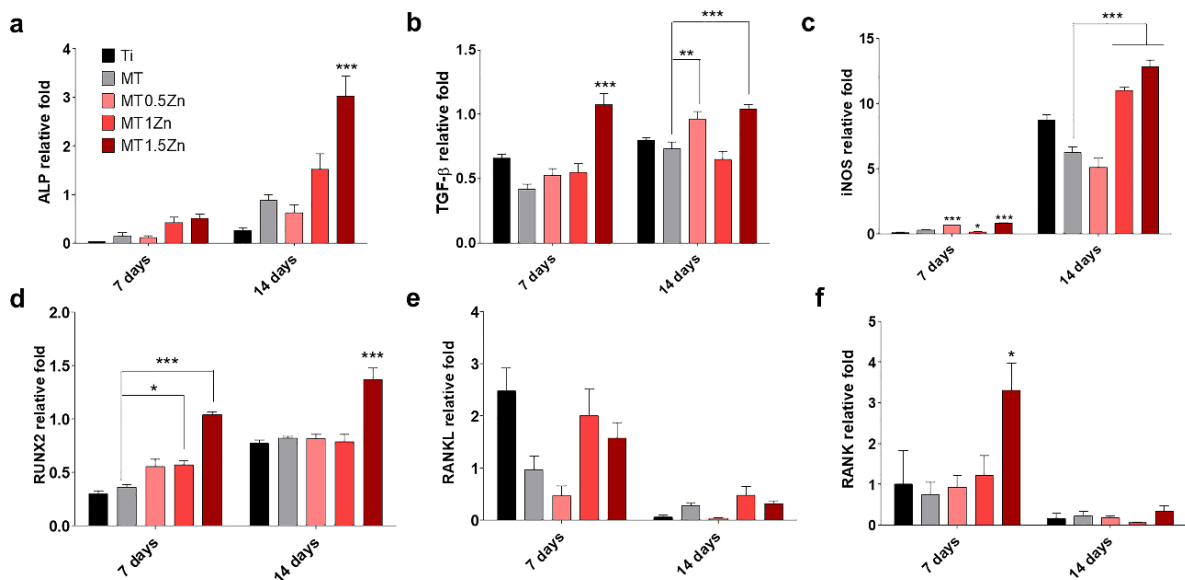 a
ALP relative fold
4
3
2
1
0
Ti
MT
MT0.5Zn
MT1Zn
MT1.5Zn
***
7 days
14 days
b
TGF-β relative fold
1.5
1.0
0.5
0.0
***
**
***
7 days
14 days
c
iNOS relative fold
15
10
5
0
***
*
***
***
7 days
14 days
d
RUNX2 relative fold
2.0
1.5
1.0
0.5
0.0
***
*
***
7 days
14 days
e
RANKL relative fold
4
3
2
1
0
7 days
14 days
f
RANK relative fold
5
4
3
2
1
0
*
7 days
14 days